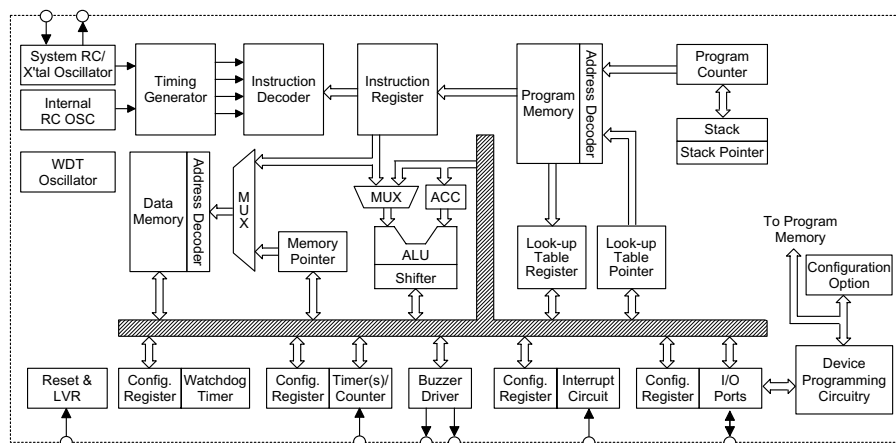 System RC/
X'tal Oscillator
Internal
RC OSC
WDT
Oscillator
Timing
Generator
Instruction
Decoder
Instruction
Register
Program
Memory
Address Decoder
Program
Counter
Stack
Stack Pointer
Data
Memory
Address Decoder
MUX
Memory
Pointer
MUX
ACC
ALU
Shifter
Look-up
Table
Register
Look-up
Table
Pointer
To Program
Memory
Configuration
Option
Reset &
LVR
Config.
Register
Watchdog
Timer
Config.
Register
Timer(s)/
Counter
Buzzer
Driver
Config.
Register
Interrupt
Circuit
Config.
Register
I/O
Ports
Device
Programming
Circuitry